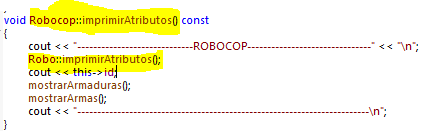 void Robocop::imprimirAtributos() const
{
cout << "-----------------------------ROBOCOP-------------------------------" << "\n";
Robo::imprimirAtributos();
cout << this->id;
mostrarArmaduras();
mostrarArmas();
cout << "-------------------------------------------------------------------------\n";
}